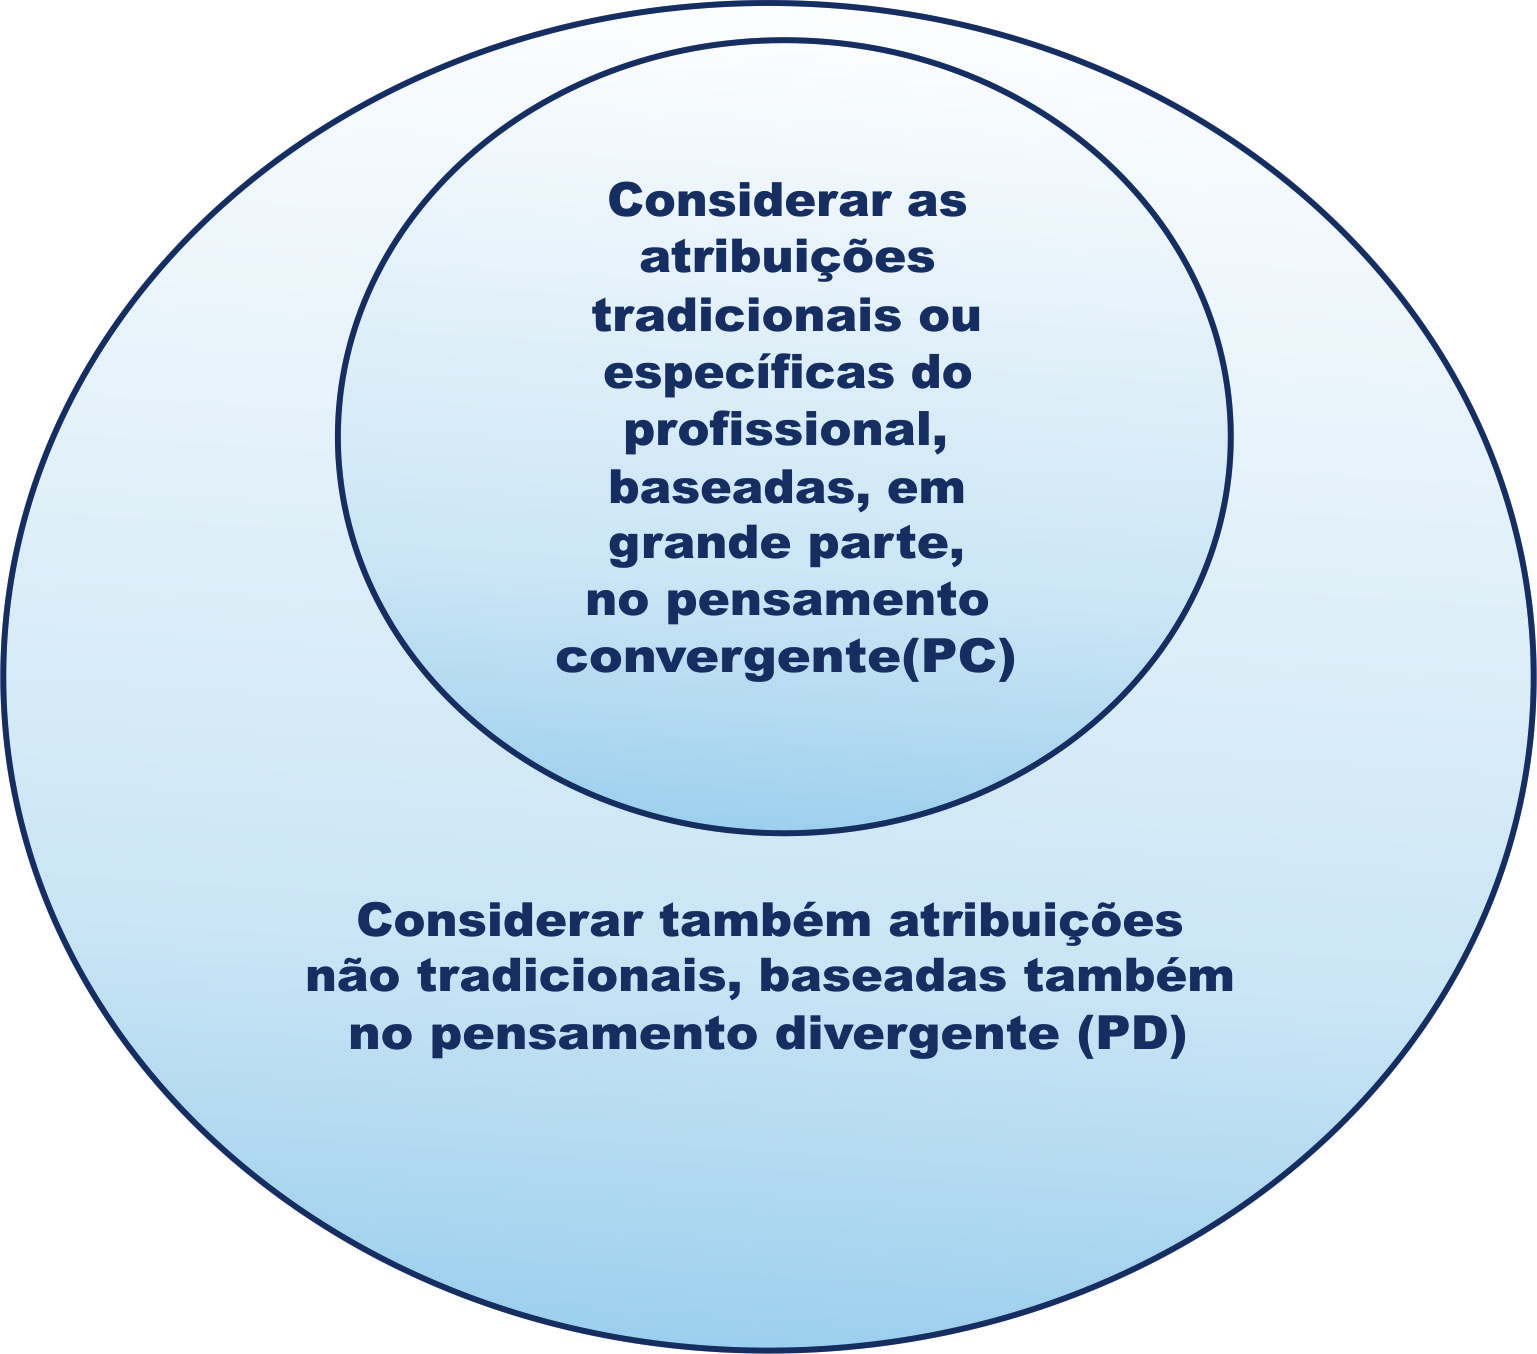 Considerar as
atribuições
tradicionais ou
específicas do
profissional,
baseadas, em
grande parte,
no pensamento
convergente(PC)
Considerar também atribuições
não tradicionais, baseadas também
no pensamento divergente (PD)